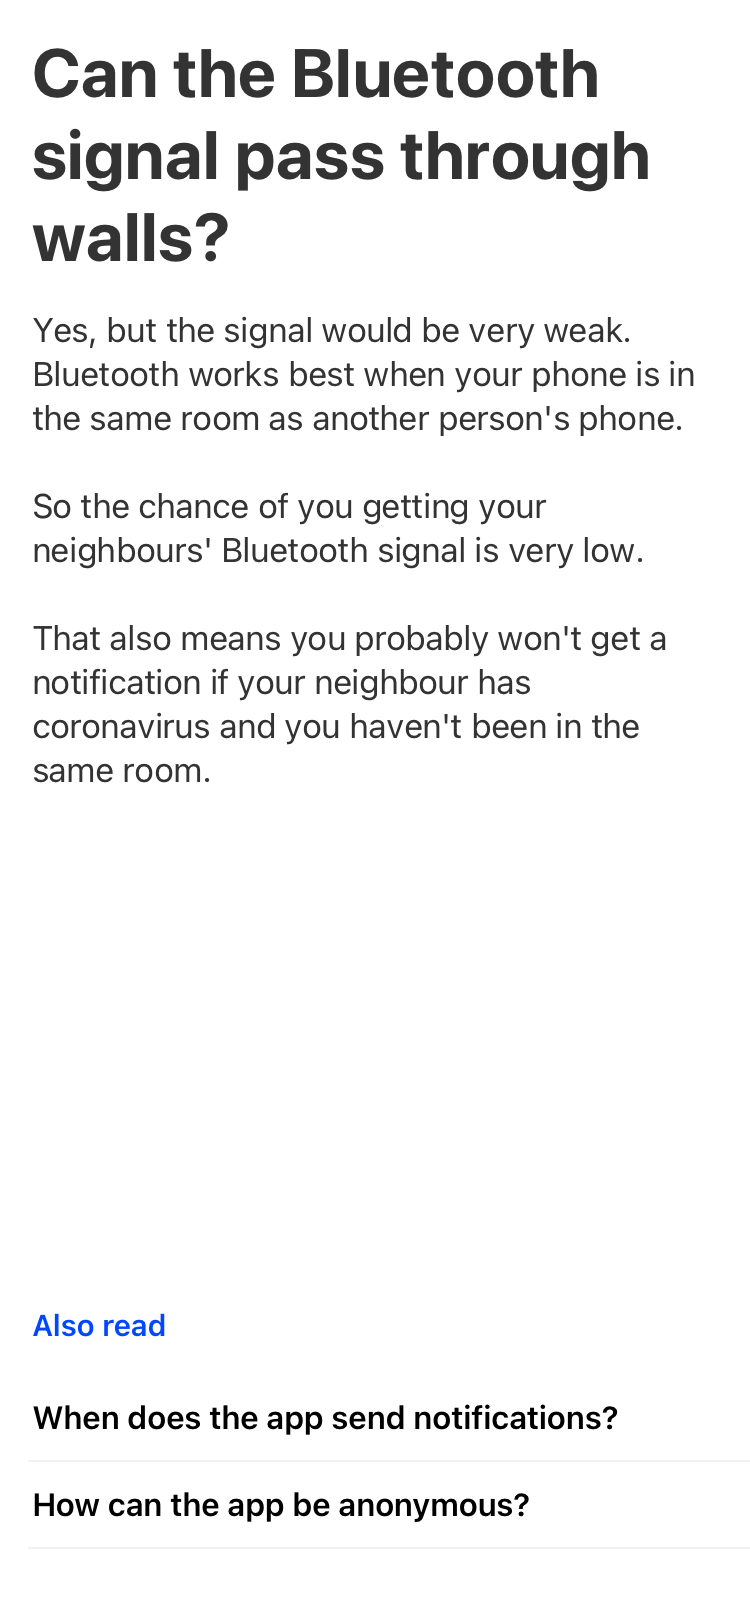 Can the Bluetooth
signal pass through
walls?
Yes, but the signal would be very weak.
Bluetooth works best when your phone is in
the same room as another person's phone.
So the chance of you getting your
neighbours' Bluetooth signal is very low.
That also means you probably won't get a
notification if your neighbour has
coronavirus and you haven't been in the
same room.
Also read
When does the app send notifications?
How can the app be anonymous?